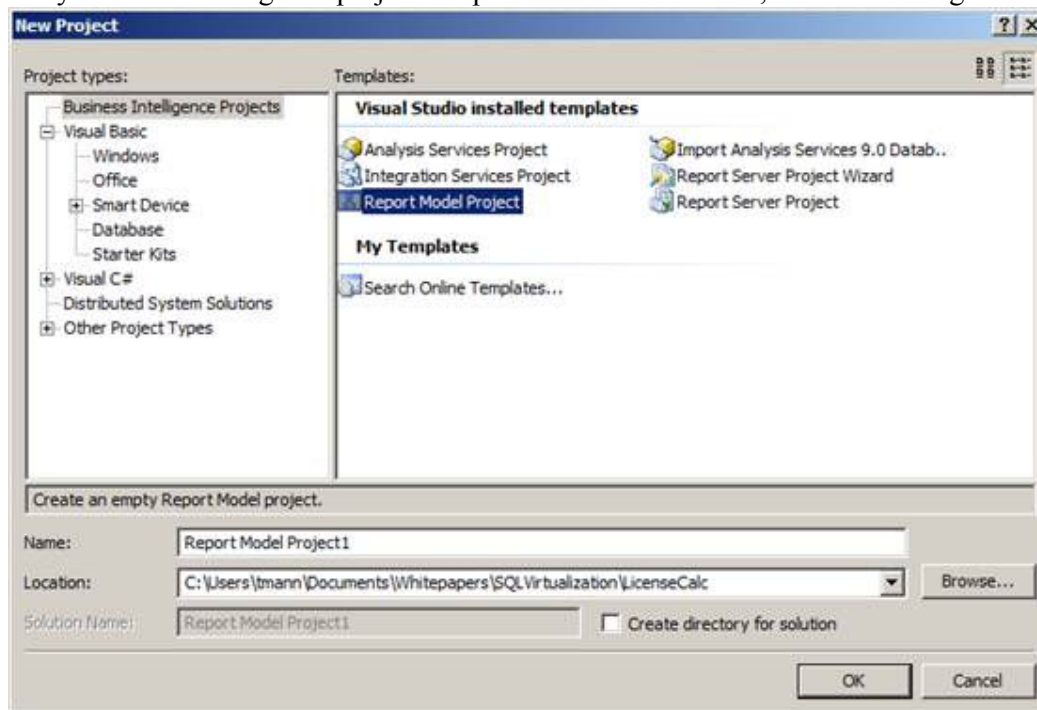 New Project
Project types:
Templates:
Business Intelligence Projects
Visual Basic
Windows
Office
Smart Device
Database
Starter Kits
Visual C#
Distributed System Solutions
Other Project Types
Visual Studio installed templates
Analysis Services Project
Import Analysis Services 9.0 Datab..
Integration Services Project
Report Server Project Wizard
Report Model Project
Report Server Project
My Templates
Search Online Templates...
Create an empty Report Model project.
Name:
Report Model Project1
Location:
C:\Users\tmann\Documents\Whitepapers\SQLVirtualization\LicenseCalc
Browse...
Solution Name:
Report Model Project1
Create directory for solution
OK
Cancel